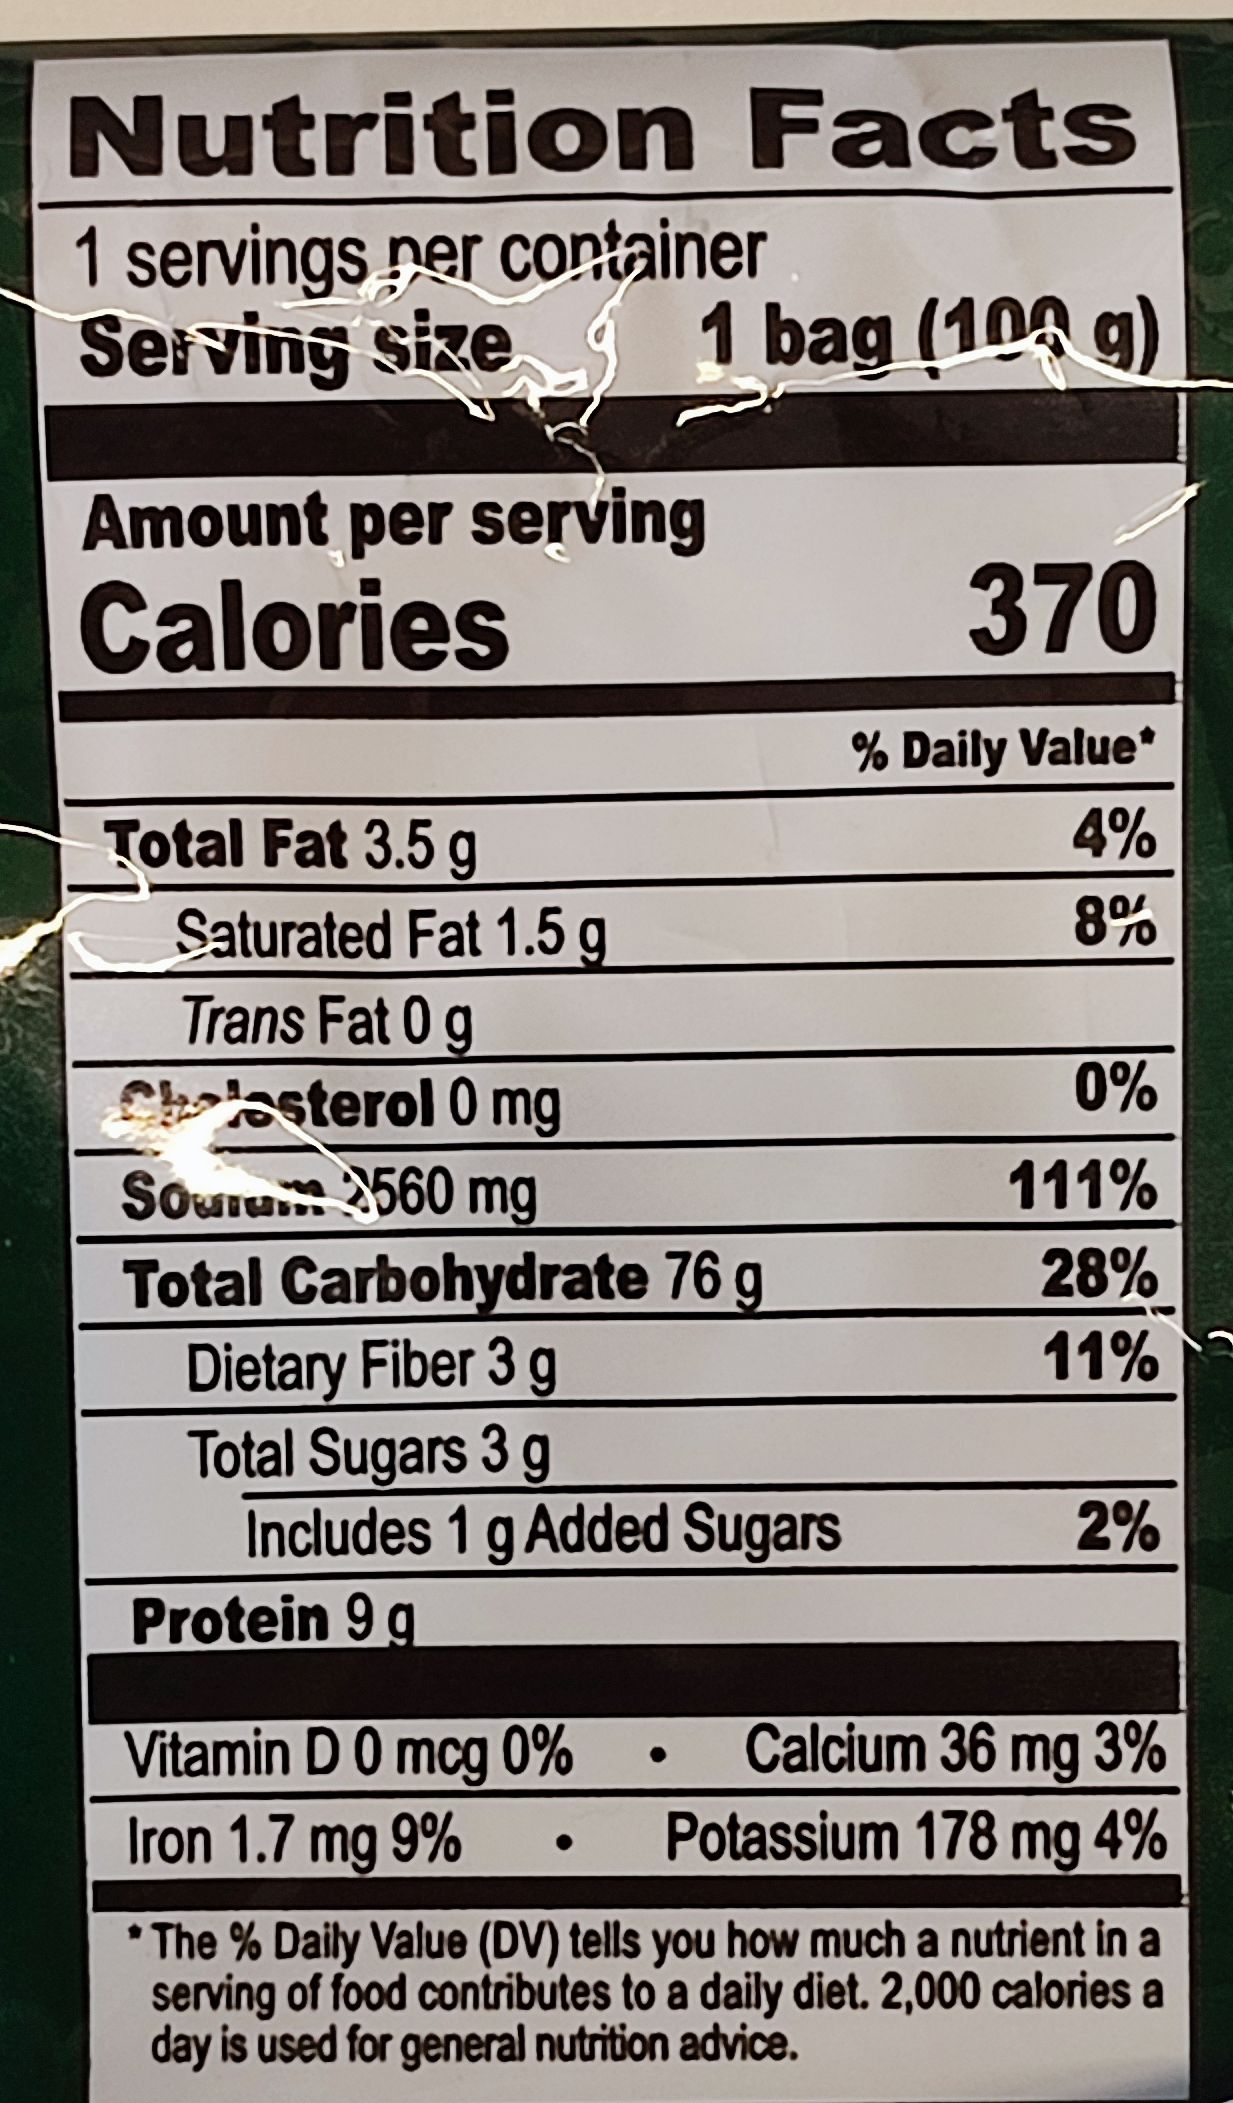 Nutrition Facts
1 servings per container
Serving size 1 bag (100 g)
Amount per serving
Calories 370
% Daily Value*
Total Fat 3.5 g 4%
Saturated Fat 1.5 g 8%
Trans Fat 0 g
Cholesterol 0 mg 0%
Sodium 2560 mg 111%
Total Carbohydrate 76 g 28%
Dietary Fiber 3 g 11%
Total Sugars 3 g
Includes 1 g Added Sugars 2%
Protein 9 g
Vitamin D 0 mcg 0% • Calcium 36 mg 3%
Iron 1.7 mg 9% • Potassium 178 mg 4%
* The % Daily Value (DV) tells you how much a nutrient in a
serving of food contributes to a daily diet. 2,000 calories a
day is used for general nutrition advice.